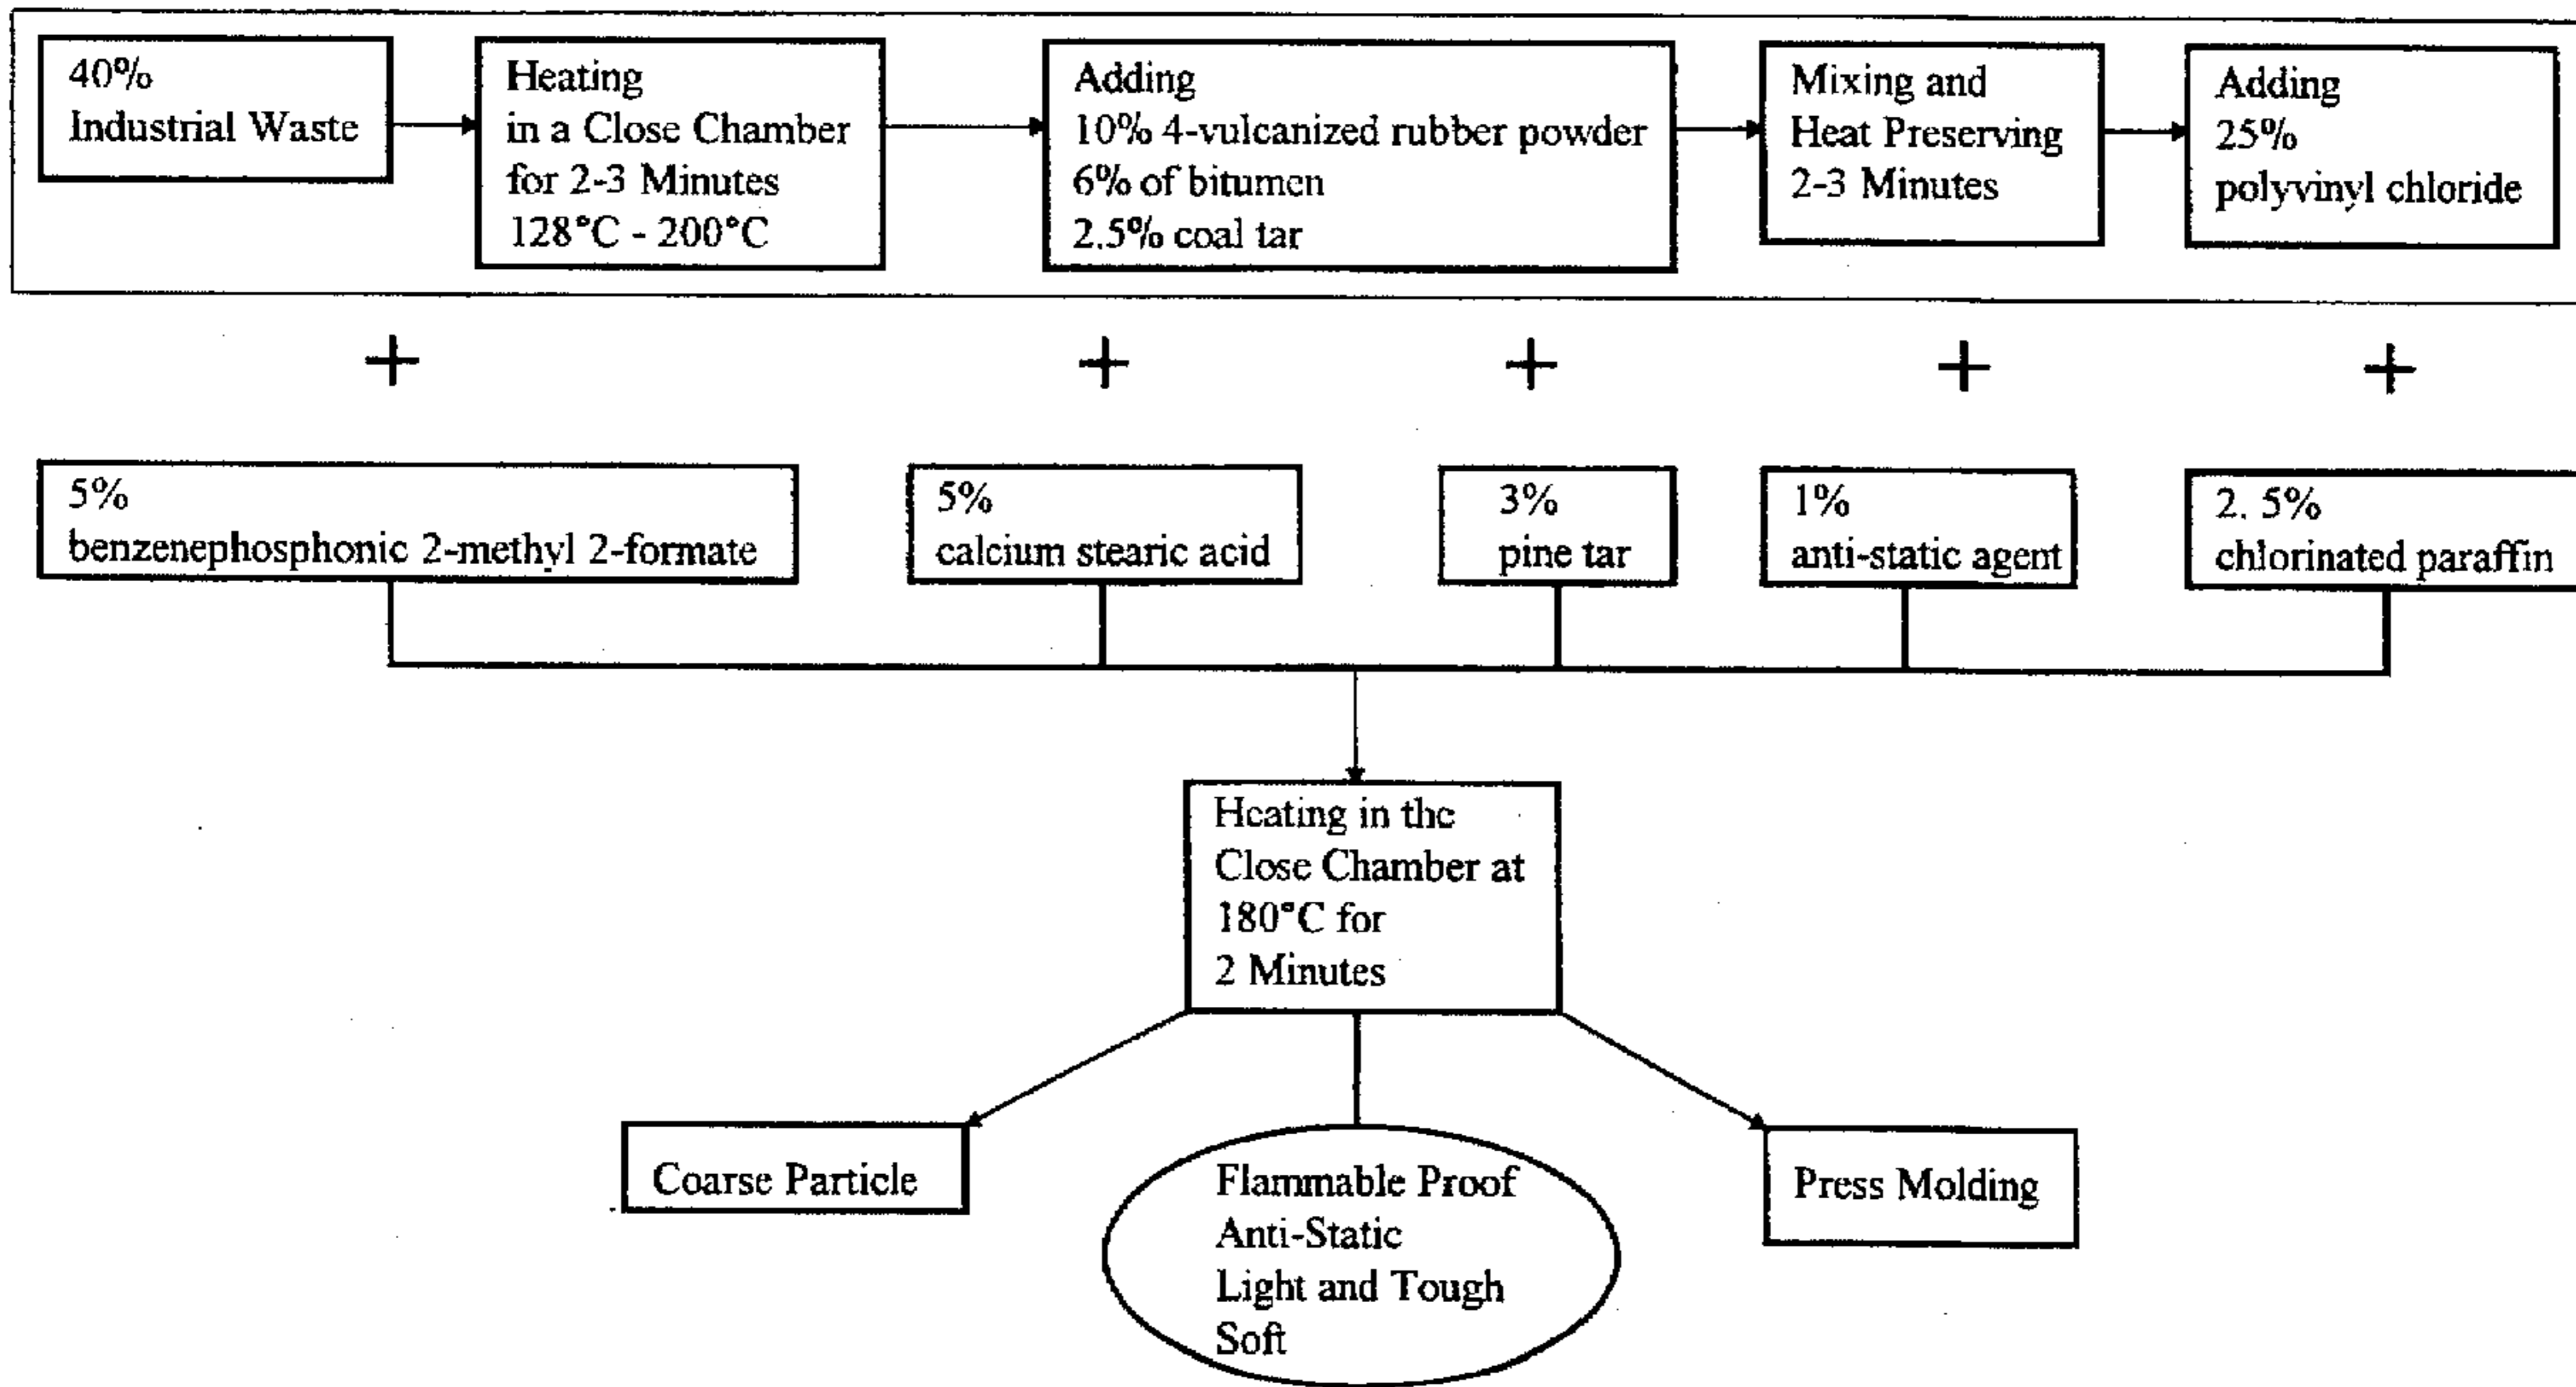 40%
Industrial Waste
Heating
in a Close Chamber
for 2-3 Minutes
128°C - 200°C
Adding
10% 4-vulcanized rubber powder
6% of bitumen
2.5% coal tar
Mixing and
Heat Preserving
2-3 Minutes
Adding
25%
polyvinyl chloride
+ + + + +
5%
benzenephosphonic 2-methyl 2-formate
5%
calcium stearic acid
3%
pine tar
1%
anti-static agent
2. 5%
chlorinated paraffin
Heating in the
Close Chamber at
180°C for
2 Minutes
Coarse Particle
Flammable Proof
Anti-Static
Light and Tough
Soft
Press Molding